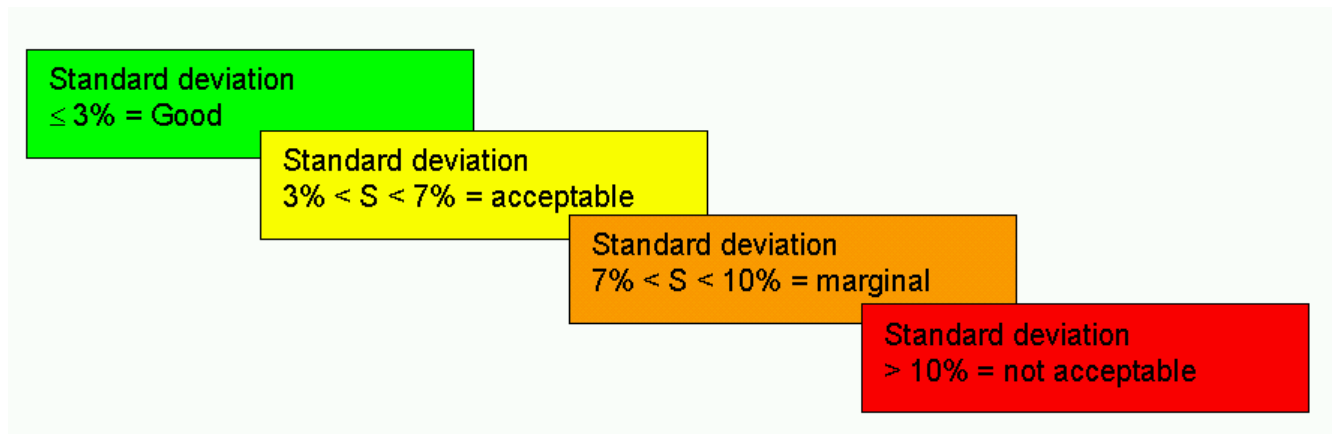 Standard deviation
≤ 3% = Good
Standard deviation
3% < S < 7% = acceptable
Standard deviation
7% < S < 10% = marginal
Standard deviation
> 10% = not acceptable